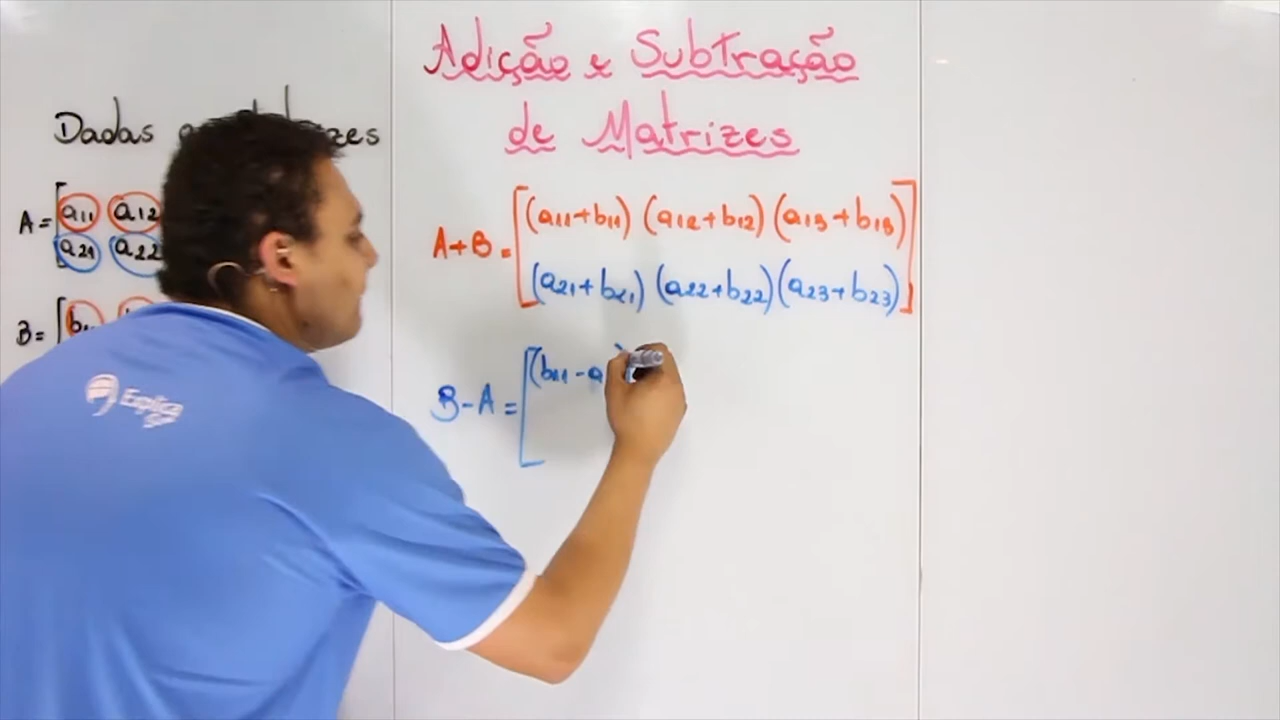 Adição e Subtração
de Matrizes
Dadas
A = [a11 a12
a21 a22
B = [
A+B = [(a11+b11) (a12+b12) (a13+b13)
(a21+b21) (a22+b22) (a23+b23)]
B-A = [(b11-a
Explica